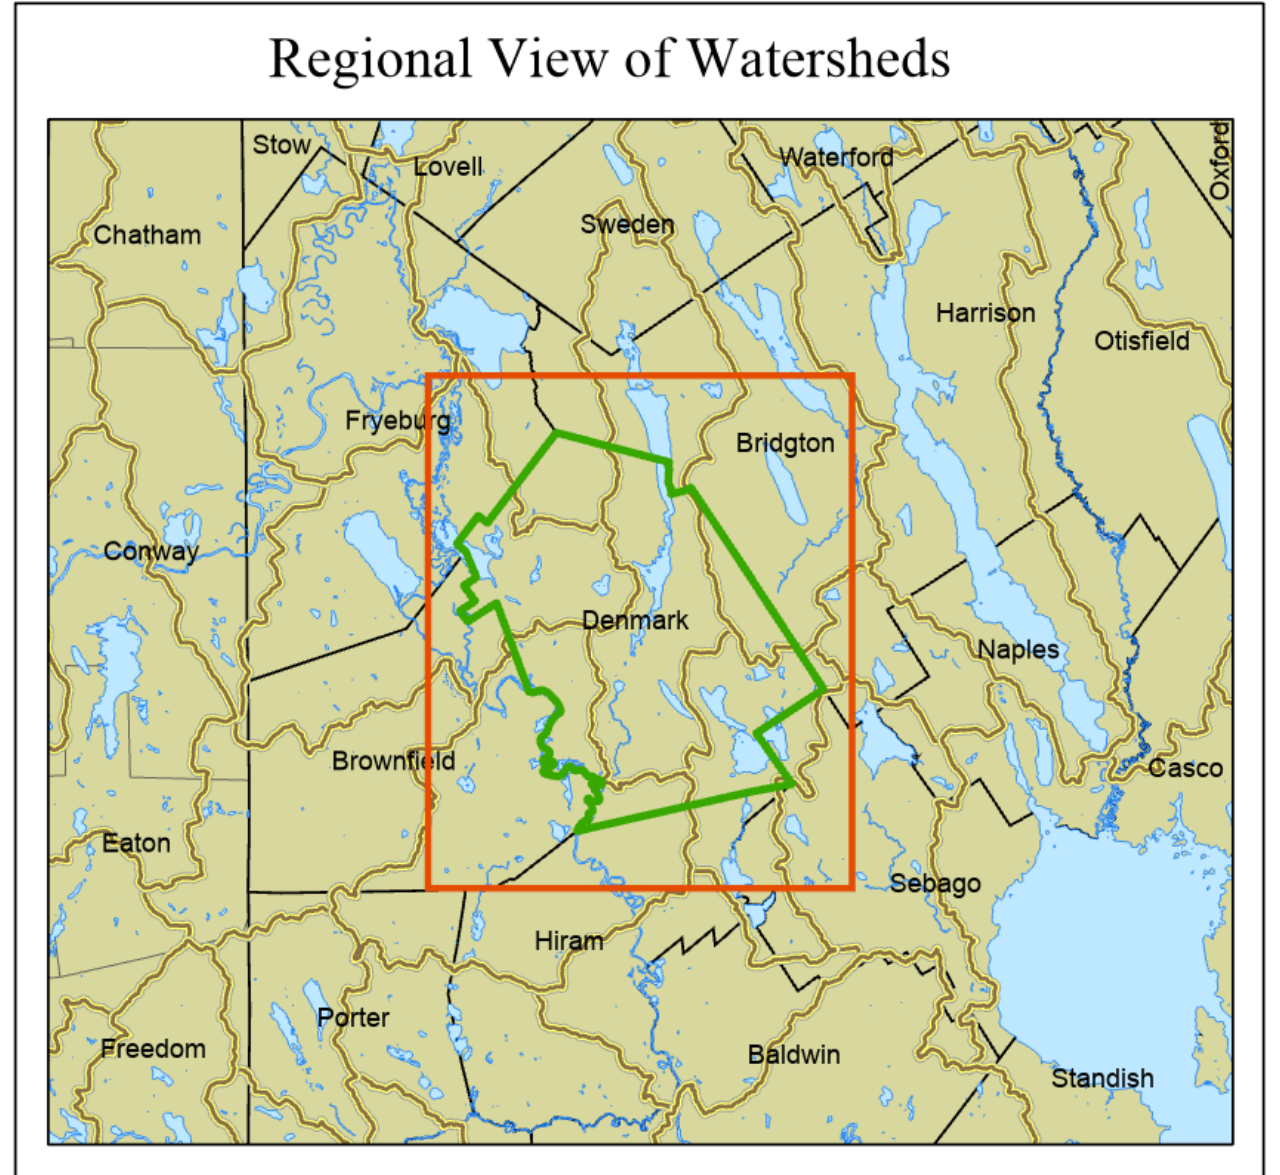 Regional View of Watersheds
Oxford
Stow
Lovell
Waterford
Chatham
Sweden
Harrison
Otisfield
Fryeburg
Bridgton
Conway
Denmark
Naples
Brownfield
Casco
Eaton
Sebago
Hiram
Porter
Freedom
Baldwin
Standish